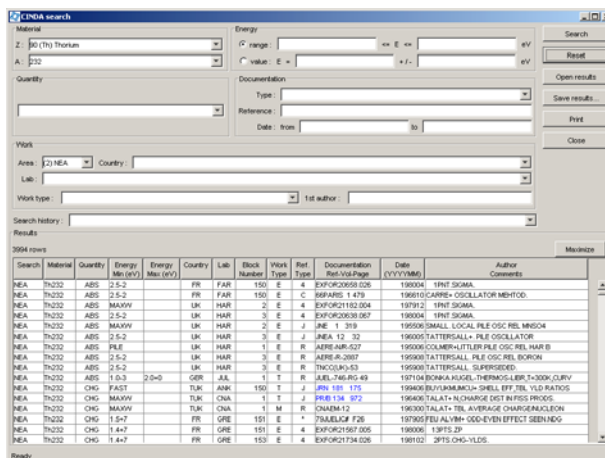 CINDA search
Material
Z : 90 (Th) Thorium
A : 232
Energy
range : <= E <= eV
value : E = +/- eV
Search
Reset
Open results
Save results...
Print
Close
Quantity
Documentation
Type :
Reference :
Date : from to
Work
Area : (2) NEA Country :
Lab :
Work type : 1st author :
Search history :
Results
3994 rows
Maximize
Search Material Quantity Energy Min (eV) Energy Max (eV) Country Lab Block Number Work Type Ref. Type Documentation Ref-Vol-Page Date (YYYYMM) Author Comments
NEA Th232 ABS 2.5-2 FR FAR 150 E 4 EXFOR20658.026 198004 1PNT.SIGMA.
NEA Th232 ABS 2.5-2 FR FAR 150 E C 66PARIS 1 479 196610 CARRE+ OSCILLATOR MEHTOD.
NEA Th232 ABS MAXW UK HAR 2 E 4 EXFOR21182.004 197912 1PNT.SIGMA.
NEA Th232 ABS 2.5-2 UK HAR 3 E 4 EXFOR20638.067 198004 1PNT.SIGMA.
NEA Th232 ABS MAXW UK HAR 2 E J JNE 1 319 195506 SMALL. LOCAL PILE OSC REL MNSO4
NEA Th232 ABS 2.5-2 UK HAR 3 E J JNEA 12 32 196005 TATTERSALL+. PILE OSCILLATOR
NEA Th232 ABS PILE UK HAR 1 E R AERE-N/R-527 195006 COLMER+LITTLER.PILE OSC REL HAR B
NEA Th232 ABS 2.5-2 UK HAR 3 E R AERE-R-2887 195908 TATTERSALL. PILE OSC REL BORON
NEA Th232 ABS 2.5-2 UK HAR 3 E R TNCC(UK)-53 195908 TATTERSALL. SUPERSEDED.
NEA Th232 ABS 1.0-3 2.0+0 GER JUL 1 T R JUEL-746-RG 49 197104 BONKA.KUGEL-THERMOS-LIBR,T=300K,CURV
NEA Th232 CHG FAST TUK ANK 150 T J JRN 181 175 199406 BUYUKMUMCU+ SHELL EFF,TBL YLD RATIOS
NEA Th232 CHG MAXW TUK CNA 1 T J PR/B 134 972 196406 TALAT+ N,CHARGE DIST IN FISS PRODS.
NEA Th232 CHG MAXW TUK CNA 1 M R CNAEM-12 196300 TALAT+ TBL AVERAGE CHARGE/NUCLEON
NEA Th232 CHG 1.5+7 FR GRE 151 E * 79JUELIC# F26 197905 FEU ALVIM+ ODD-EVEN EFFECT SEEN.NDG
NEA Th232 CHG 1.4+7 FR GRE 151 E 4 EXFOR21567.005 198006 13PTS.ZP
NEA Th232 CHG 1.4+7 FR GRE 153 E 4 EXFOR21734.026 198102 2PTS.CHG-YLDS.
Ready